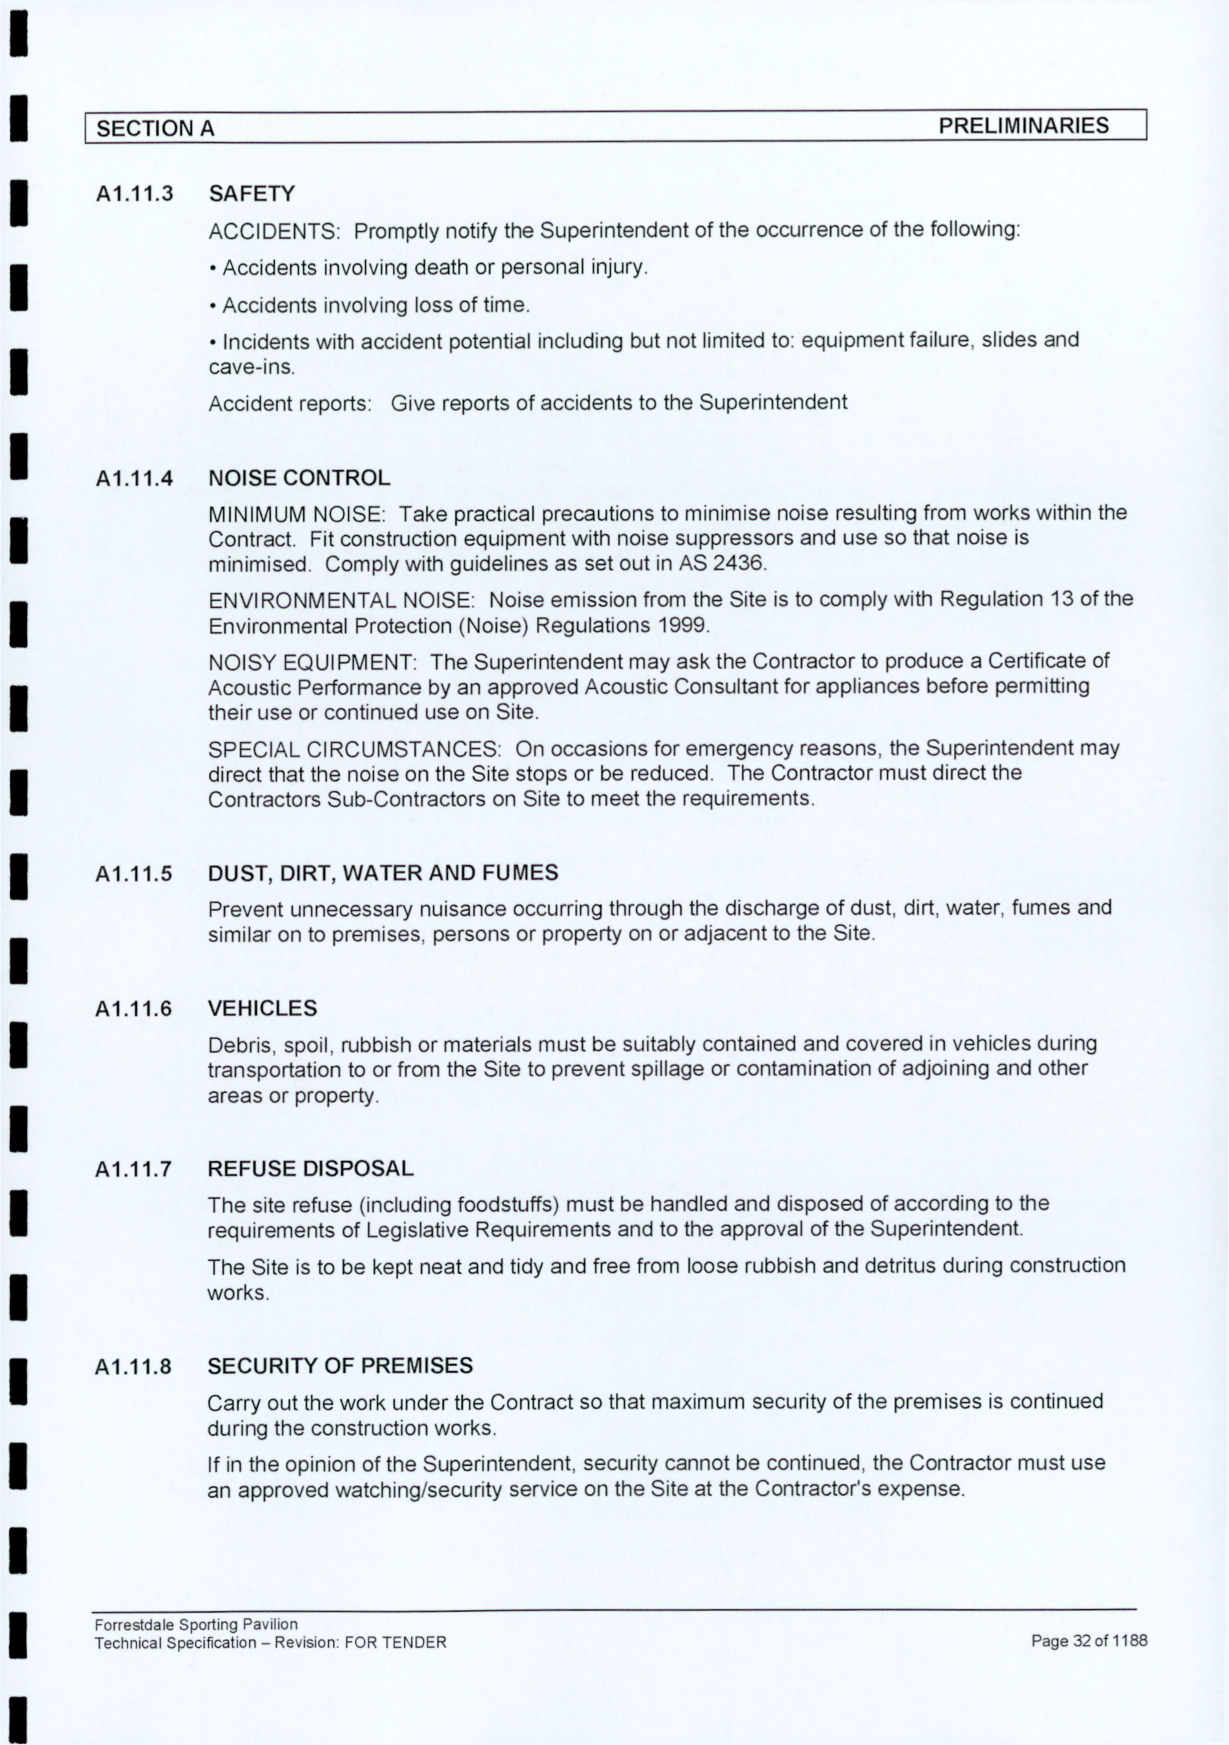 SECTION A PRELIMINARIES
A1.11.3 SAFETY
ACCIDENTS: Promptly notify the Superintendent of the occurrence of the following:
• Accidents involving death or personal injury.
• Accidents involving loss of time.
• Incidents with accident potential including but not limited to: equipment failure, slides and
cave-ins.
Accident reports: Give reports of accidents to the Superintendent
A1.11.4 NOISE CONTROL
MINIMUM NOISE: Take practical precautions to minimise noise resulting from works within the
Contract. Fit construction equipment with noise suppressors and use so that noise is
minimised. Comply with guidelines as set out in AS 2436.
ENVIRONMENTAL NOISE: Noise emission from the Site is to comply with Regulation 13 of the
Environmental Protection (Noise) Regulations 1999.
NOISY EQUIPMENT: The Superintendent may ask the Contractor to produce a Certificate of
Acoustic Performance by an approved Acoustic Consultant for appliances before permitting
their use or continued use on Site.
SPECIAL CIRCUMSTANCES: On occasions for emergency reasons, the Superintendent may
direct that the noise on the Site stops or be reduced. The Contractor must direct the
Contractors Sub-Contractors on Site to meet the requirements.
A1.11.5 DUST, DIRT, WATER AND FUMES
Prevent unnecessary nuisance occurring through the discharge of dust, dirt, water, fumes and
similar on to premises, persons or property on or adjacent to the Site.
A1.11.6 VEHICLES
Debris, spoil, rubbish or materials must be suitably contained and covered in vehicles during
transportation to or from the Site to prevent spillage or contamination of adjoining and other
areas or property.
A1.11.7 REFUSE DISPOSAL
The site refuse (including foodstuffs) must be handled and disposed of according to the
requirements of Legislative Requirements and to the approval of the Superintendent.
The Site is to be kept neat and tidy and free from loose rubbish and detritus during construction
works.
A1.11.8 SECURITY OF PREMISES
Carry out the work under the Contract so that maximum security of the premises is continued
during the construction works.
If in the opinion of the Superintendent, security cannot be continued, the Contractor must use
an approved watching/security service on the Site at the Contractor's expense.
Forrestdale Sporting Pavilion
Technical Specification – Revision: FOR TENDER Page 32 of 1188